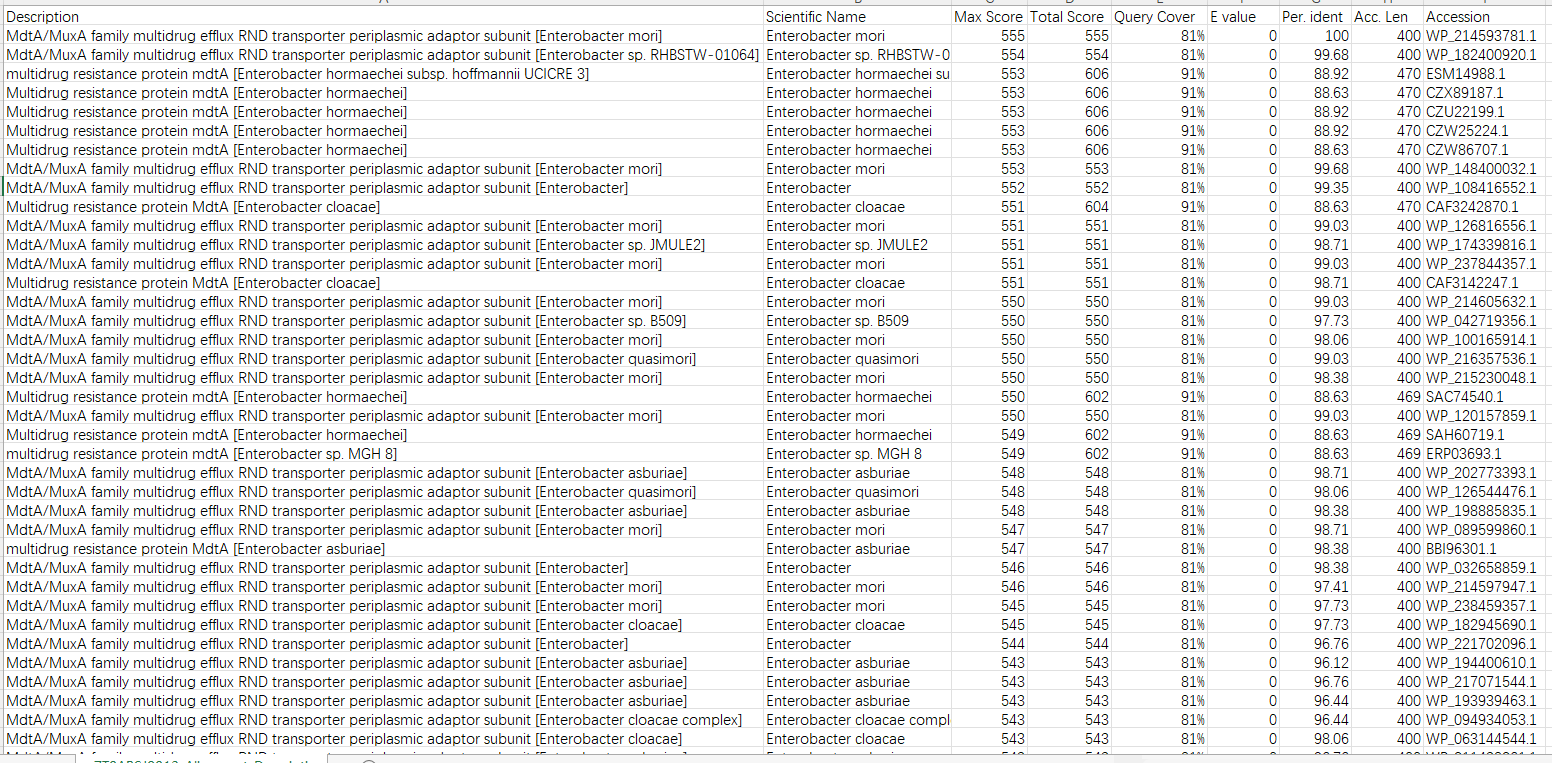 Description Scientific Name Max Score Total Score Query Cover E value Per. ident Acc. Len Accession
MdtA/MuxA family multidrug efflux RND transporter periplasmic adaptor subunit [Enterobacter mori] Enterobacter mori 555 555 81% 0 100 400 WP_214593781.1
MdtA/MuxA family multidrug efflux RND transporter periplasmic adaptor subunit [Enterobacter sp. RHBSTW-01064] Enterobacter sp. RHBSTW-0 554 554 81% 0 99.68 400 WP_182400920.1
multidrug resistance protein mdtA [Enterobacter hormaechei subsp. hoffmannii UCICRE 3] Enterobacter hormaechei su 553 606 91% 0 88.92 470 ESM14988.1
Multidrug resistance protein mdtA [Enterobacter hormaechei] Enterobacter hormaechei 553 606 91% 0 88.63 470 CZX89187.1
Multidrug resistance protein mdtA [Enterobacter hormaechei] Enterobacter hormaechei 553 606 91% 0 88.92 470 CZU22199.1
Multidrug resistance protein mdtA [Enterobacter hormaechei] Enterobacter hormaechei 553 606 91% 0 88.92 470 CZW25224.1
Multidrug resistance protein mdtA [Enterobacter hormaechei] Enterobacter hormaechei 553 606 91% 0 88.63 470 CZW86707.1
MdtA/MuxA family multidrug efflux RND transporter periplasmic adaptor subunit [Enterobacter mori] Enterobacter mori 553 553 81% 0 99.68 400 WP_148400032.1
MdtA/MuxA family multidrug efflux RND transporter periplasmic adaptor subunit [Enterobacter] Enterobacter 552 552 81% 0 99.35 400 WP_108416552.1
Multidrug resistance protein MdtA [Enterobacter cloacae] Enterobacter cloacae 551 604 91% 0 88.63 470 CAF3242870.1
MdtA/MuxA family multidrug efflux RND transporter periplasmic adaptor subunit [Enterobacter mori] Enterobacter mori 551 551 81% 0 99.03 400 WP_126816556.1
MdtA/MuxA family multidrug efflux RND transporter periplasmic adaptor subunit [Enterobacter sp. JMULE2] Enterobacter sp. JMULE2 551 551 81% 0 98.71 400 WP_174339816.1
MdtA/MuxA family multidrug efflux RND transporter periplasmic adaptor subunit [Enterobacter mori] Enterobacter mori 551 551 81% 0 99.03 400 WP_237844357.1
Multidrug resistance protein MdtA [Enterobacter cloacae] Enterobacter cloacae 551 551 81% 0 98.71 400 CAF3142247.1
MdtA/MuxA family multidrug efflux RND transporter periplasmic adaptor subunit [Enterobacter mori] Enterobacter mori 550 550 81% 0 99.03 400 WP_214605632.1
MdtA/MuxA family multidrug efflux RND transporter periplasmic adaptor subunit [Enterobacter sp. B509] Enterobacter sp. B509 550 550 81% 0 97.73 400 WP_042719356.1
MdtA/MuxA family multidrug efflux RND transporter periplasmic adaptor subunit [Enterobacter mori] Enterobacter mori 550 550 81% 0 98.06 400 WP_100165914.1
MdtA/MuxA family multidrug efflux RND transporter periplasmic adaptor subunit [Enterobacter quasimori] Enterobacter quasimori 550 550 81% 0 99.03 400 WP_216357536.1
MdtA/MuxA family multidrug efflux RND transporter periplasmic adaptor subunit [Enterobacter mori] Enterobacter mori 550 550 81% 0 98.38 400 WP_215230048.1
Multidrug resistance protein mdtA [Enterobacter hormaechei] Enterobacter hormaechei 550 602 91% 0 88.63 469 SAC74540.1
MdtA/MuxA family multidrug efflux RND transporter periplasmic adaptor subunit [Enterobacter mori] Enterobacter mori 550 550 81% 0 99.03 400 WP_120157859.1
Multidrug resistance protein mdtA [Enterobacter hormaechei] Enterobacter hormaechei 549 602 91% 0 88.63 469 SAH60719.1
multidrug resistance protein mdtA [Enterobacter sp. MGH 8] Enterobacter sp. MGH 8 549 602 91% 0 88.63 469 ERP03693.1
MdtA/MuxA family multidrug efflux RND transporter periplasmic adaptor subunit [Enterobacter asburiae] Enterobacter asburiae 548 548 81% 0 98.71 400 WP_202773393.1
MdtA/MuxA family multidrug efflux RND transporter periplasmic adaptor subunit [Enterobacter quasimori] Enterobacter quasimori 548 548 81% 0 98.06 400 WP_126544476.1
MdtA/MuxA family multidrug efflux RND transporter periplasmic adaptor subunit [Enterobacter asburiae] Enterobacter asburiae 548 548 81% 0 98.38 400 WP_198885835.1
MdtA/MuxA family multidrug efflux RND transporter periplasmic adaptor subunit [Enterobacter mori] Enterobacter mori 547 547 81% 0 98.71 400 WP_089599860.1
multidrug resistance protein MdtA [Enterobacter asburiae] Enterobacter asburiae 547 547 81% 0 98.38 400 BBI96301.1
MdtA/MuxA family multidrug efflux RND transporter periplasmic adaptor subunit [Enterobacter] Enterobacter 546 546 81% 0 98.38 400 WP_032658859.1
MdtA/MuxA family multidrug efflux RND transporter periplasmic adaptor subunit [Enterobacter mori] Enterobacter mori 546 546 81% 0 97.41 400 WP_214597947.1
MdtA/MuxA family multidrug efflux RND transporter periplasmic adaptor subunit [Enterobacter mori] Enterobacter mori 545 545 81% 0 97.73 400 WP_238459357.1
MdtA/MuxA family multidrug efflux RND transporter periplasmic adaptor subunit [Enterobacter cloacae] Enterobacter cloacae 545 545 81% 0 97.73 400 WP_182945690.1
MdtA/MuxA family multidrug efflux RND transporter periplasmic adaptor subunit [Enterobacter] Enterobacter 544 544 81% 0 96.76 400 WP_221702096.1
MdtA/MuxA family multidrug efflux RND transporter periplasmic adaptor subunit [Enterobacter asburiae] Enterobacter asburiae 543 543 81% 0 96.12 400 WP_194400610.1
MdtA/MuxA family multidrug efflux RND transporter periplasmic adaptor subunit [Enterobacter asburiae] Enterobacter asburiae 543 543 81% 0 96.76 400 WP_217071544.1
MdtA/MuxA family multidrug efflux RND transporter periplasmic adaptor subunit [Enterobacter asburiae] Enterobacter asburiae 543 543 81% 0 96.44 400 WP_193939463.1
MdtA/MuxA family multidrug efflux RND transporter periplasmic adaptor subunit [Enterobacter cloacae complex] Enterobacter cloacae compl 543 543 81% 0 96.44 400 WP_094934053.1
MdtA/MuxA family multidrug efflux RND transporter periplasmic adaptor subunit [Enterobacter cloacae] Enterobacter cloacae 543 543 81% 0 98.06 400 WP_063144544.1